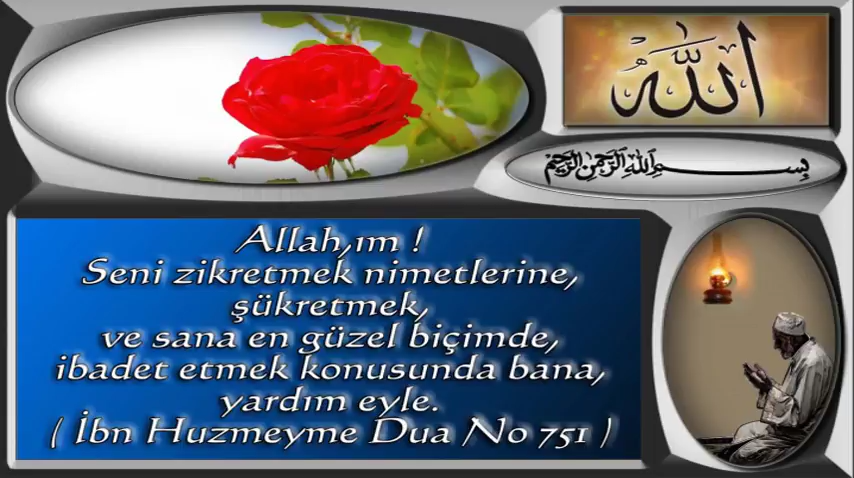 الله
بسم الله الرحمن الرحيم
Allah,ım !
Seni zikretmek nimetlerine,
şükretmek,
ve sana en güzel biçimde,
ibadet etmek konusunda bana,
yardım eyle.
( İbn Huzmeyme Dua No 751 )